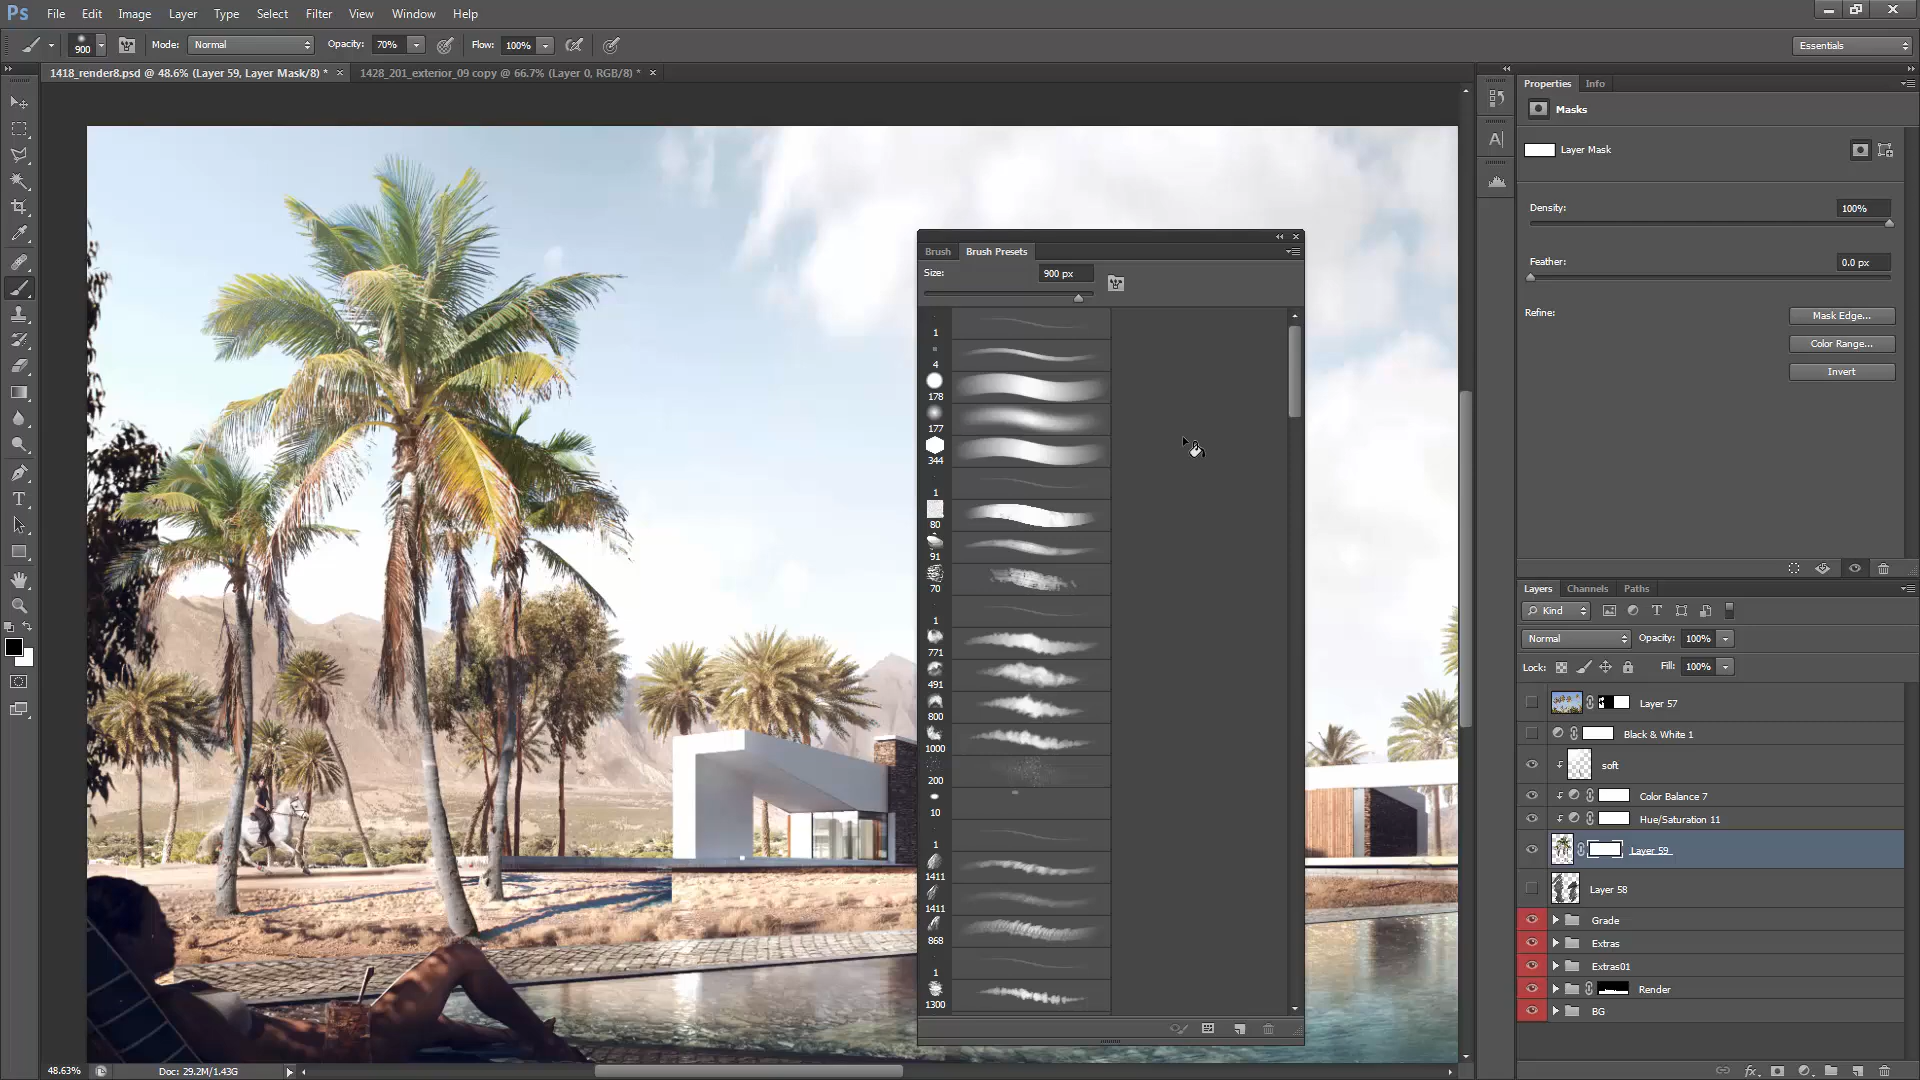 Ps File Edit Image Layer Type Select Filter Analysis View Window Help
900 Mode: Normal Opacity: 70% Flow: 100% Essentials
1418_render8.psd @ 48.6% (Layer 59, Layer Mask/8) * × 1428_201_exterior_09 copy @ 66.7% (Layer 0, RGB/8) * ×
Properties Info
Masks
Layer Mask
Density: 100%
Feather: 0.0 px
Refine: Mask Edge...
Color Range...
Invert
Brush Brush Presets
Size: 900 px
1
4
178
177
344
1
80
91
70
1
771
491
800
1000
200
10
1
1411
1411
868
1
1300
Layers Channels Paths
Kind
Normal Opacity: 100%
Lock: Fill: 100%
Layer 57
Black & White 1
soft
Color Balance 7
Hue/Saturation 11
Layer 59
Layer 58
Grade
Extras
Extras01
Render
BG
48.63% Doc: 29.2M/1.43G